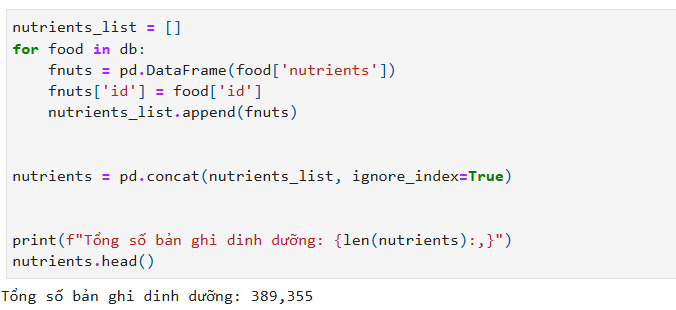 nutrients_list = []
for food in db:
    fnuts = pd.DataFrame(food['nutrients'])
    fnuts['id'] = food['id']
    nutrients_list.append(fnuts)
nutrients = pd.concat(nutrients_list, ignore_index=True)
print(f"Tổng số bản ghi dinh dưỡng: {len(nutrients):,}")
nutrients.head()
Tổng số bản ghi dinh dưỡng: 389,355